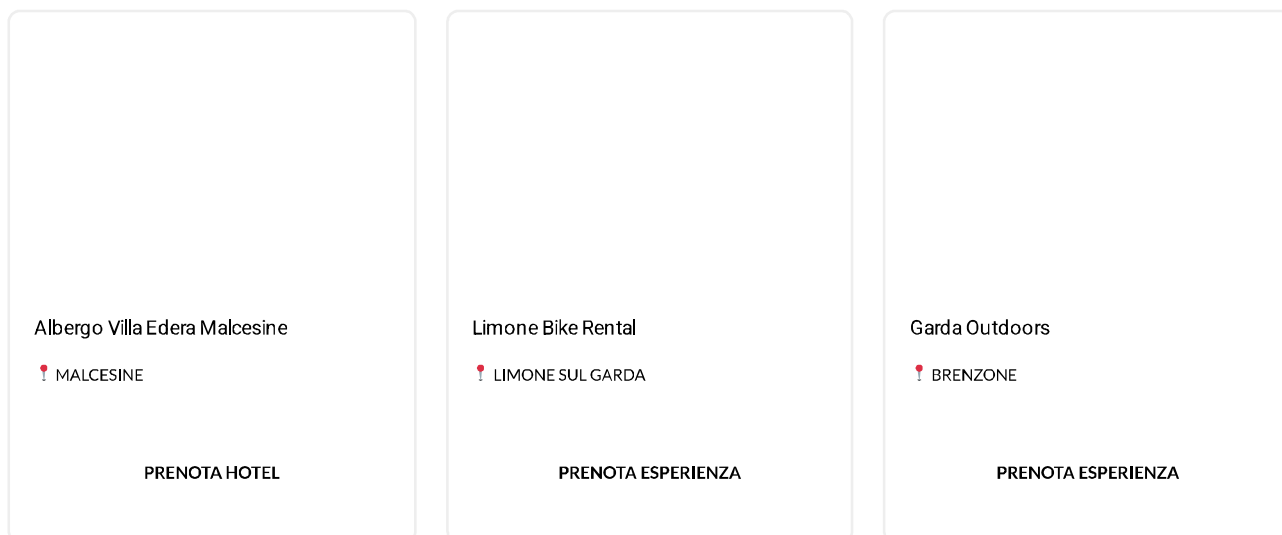 Albergo Villa Edera Malcesine
📍 MALCESINE
PRENOTA HOTEL
Limone Bike Rental
📍 LIMONE SUL GARDA
PRENOTA ESPERIENZA
Garda Outdoors
📍 BRENZONE
PRENOTA ESPERIENZA